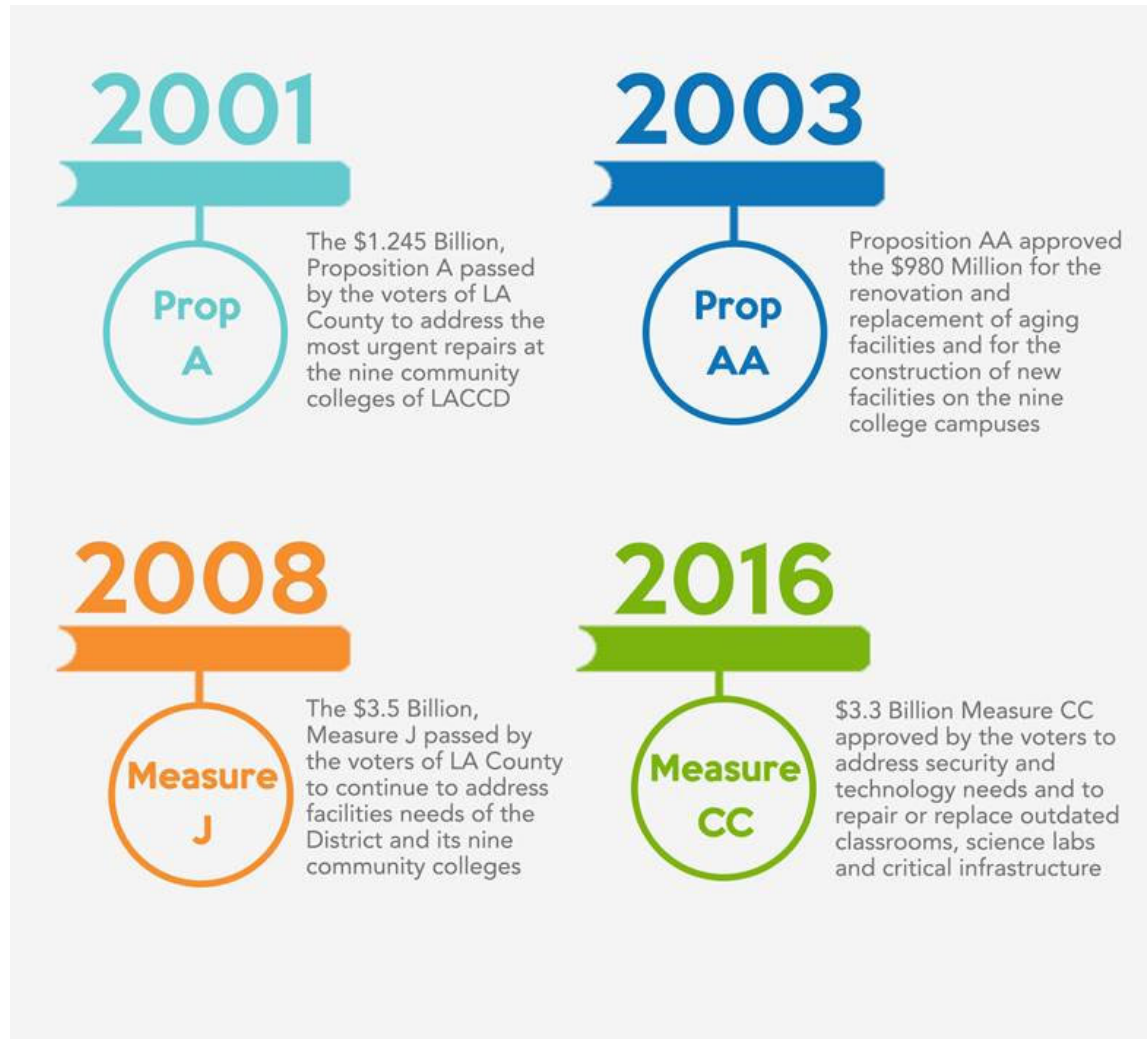 2001
Prop
A
The $1.245 Billion,
Proposition A passed
by the voters of LA
County to address the
most urgent repairs at
the nine community
colleges of LACCD
2003
Prop
AA
Proposition AA approved
the $980 Million for the
renovation and
replacement of aging
facilities and for the
construction of new
facilities on the nine
college campuses
2008
Measure
J
The $3.5 Billion,
Measure J passed by
the voters of LA County
to continue to address
facilities needs of the
District and its nine
community colleges
2016
Measure
CC
$3.3 Billion Measure CC
approved by the voters to
address security and
technology needs and to
repair or replace outdated
classrooms, science labs
and critical infrastructure